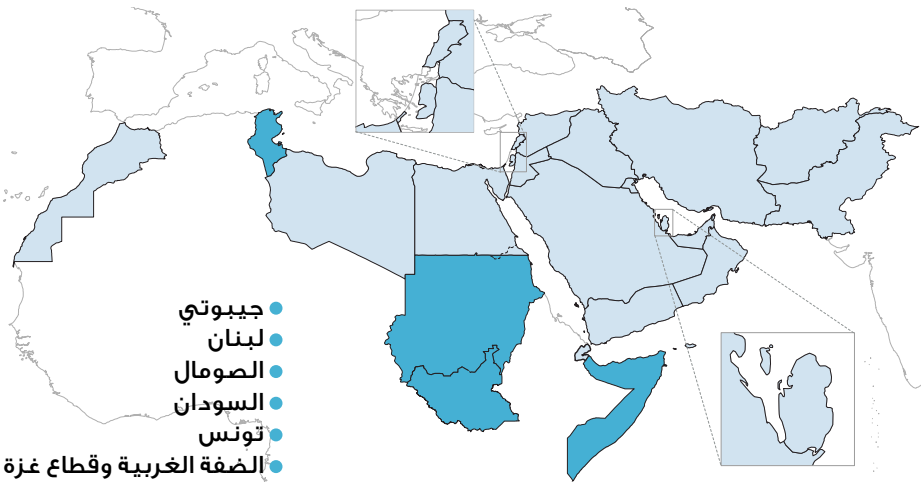 جيبوتي
لبنان
الصومال
السودان
تونس
الضفة الغربية وقطاع غزة